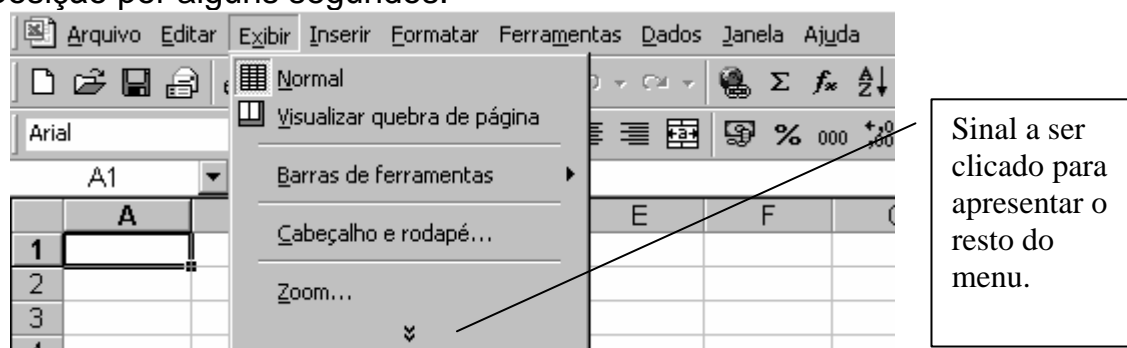 posição por alguns segundos.
Arquivo Editar Exibir Inserir Formatar Ferramentas Dados Janela Ajuda
Normal
Visualizar quebra de página
Arial
% 000
A1
Barras de ferramentas
A E F
Cabeçalho e rodapé...
1
2
Zoom...
3
Sinal a ser
clicado para
apresentar o
resto do
menu.